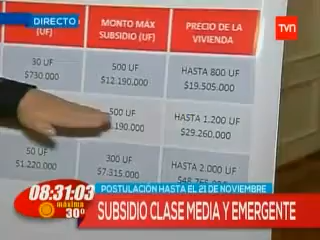 DIRECTO
tvn
(UF)
MONTO MÁX
SUBSIDIO (UF)
PRECIO DE LA
VIVIENDA
30 UF
$730.000
500 UF
$12.190.000
HASTA 800 UF
$19.505.000
500 UF
.190.000
HASTA 1.200 UF
$29.260.000
50 UF
$1.220.000
300 UF
$7.315.000
HASTA 2.000 UF
POSTULACIÓN HASTA EL 21 DE NOVIEMBRE
08:31:03
máxima
30º
SUBSIDIO CLASE MEDIA Y EMERGENTE